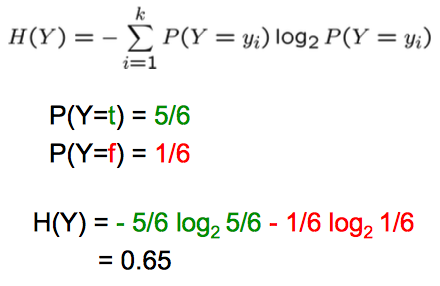 H(Y) = − ∑_{i=1}^{k} P(Y = y_i) log₂ P(Y = y_i)
P(Y=t) = 5/6
P(Y=f) = 1/6
H(Y) = - 5/6 log₂ 5/6 - 1/6 log₂ 1/6
= 0.65